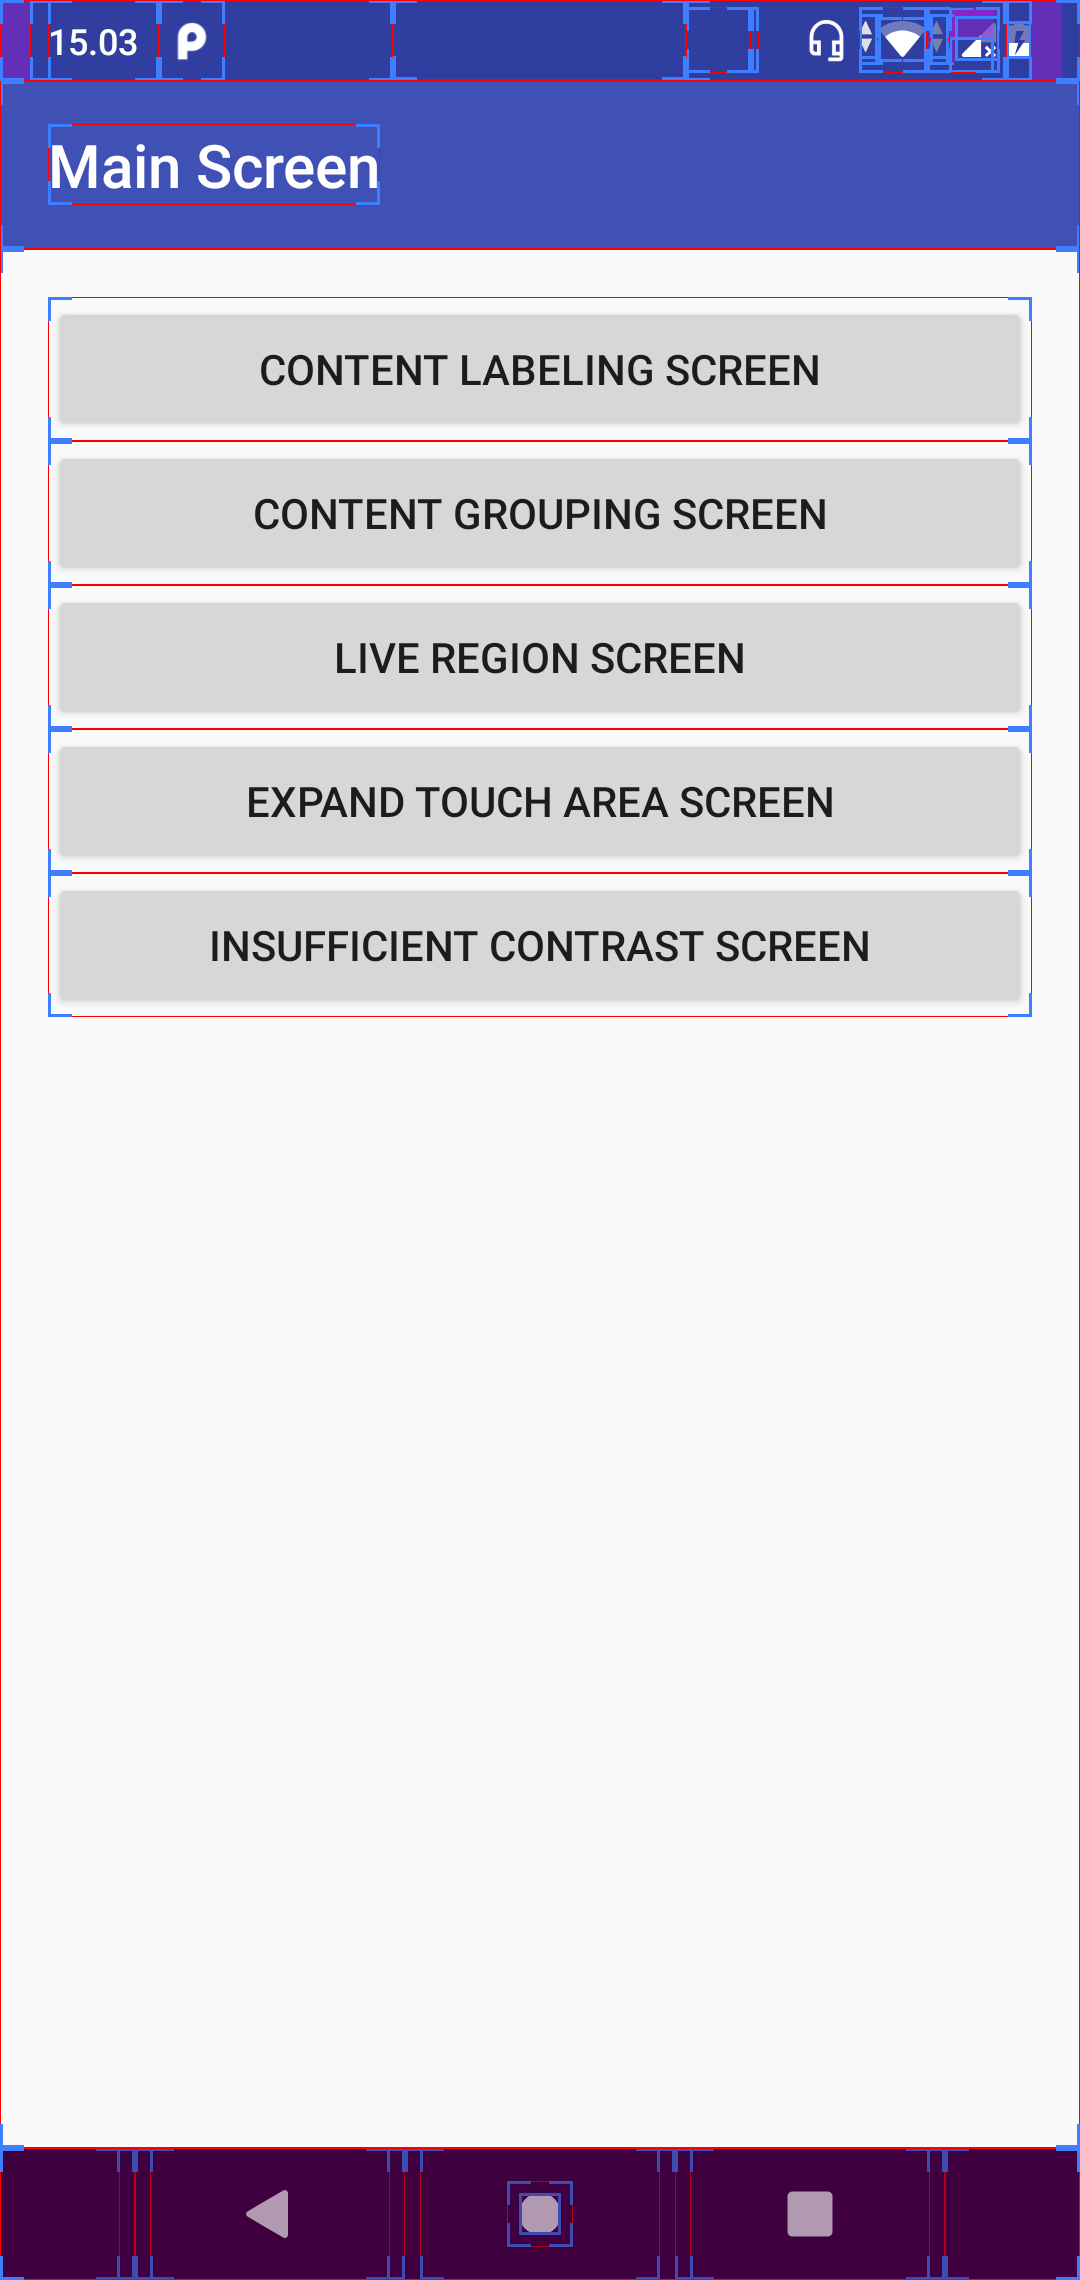 15.03
Main Screen
CONTENT LABELING SCREEN
CONTENT GROUPING SCREEN
LIVE REGION SCREEN
EXPAND TOUCH AREA SCREEN
INSUFFICIENT CONTRAST SCREEN